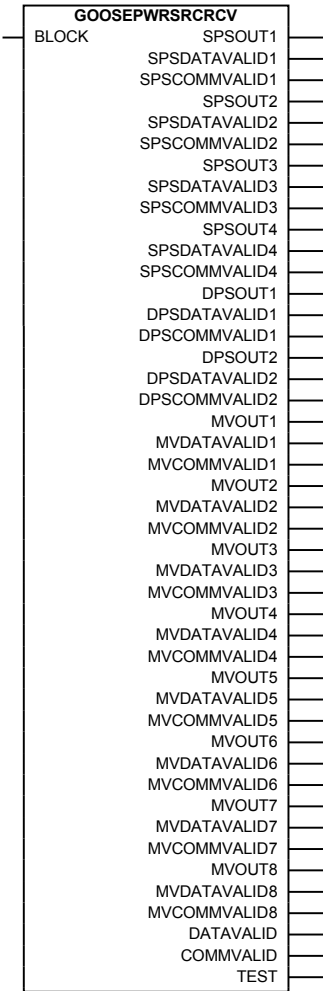 GOOSEPWRSRCRCV
BLOCK SPSOUT1
SPSDATAVALID1
SPSCOMMVALID1
SPSOUT2
SPSDATAVALID2
SPSCOMMVALID2
SPSOUT3
SPSDATAVALID3
SPSCOMMVALID3
SPSOUT4
SPSDATAVALID4
SPSCOMMVALID4
DPSOUT1
DPSDATAVALID1
DPSCOMMVALID1
DPSOUT2
DPSDATAVALID2
DPSCOMMVALID2
MVOUT1
MVDATAVALID1
MVCOMMVALID1
MVOUT2
MVDATAVALID2
MVCOMMVALID2
MVOUT3
MVDATAVALID3
MVCOMMVALID3
MVOUT4
MVDATAVALID4
MVCOMMVALID4
MVOUT5
MVDATAVALID5
MVCOMMVALID5
MVOUT6
MVDATAVALID6
MVCOMMVALID6
MVOUT7
MVDATAVALID7
MVCOMMVALID7
MVOUT8
MVDATAVALID8
MVCOMMVALID8
DATAVALID
COMMVALID
TEST